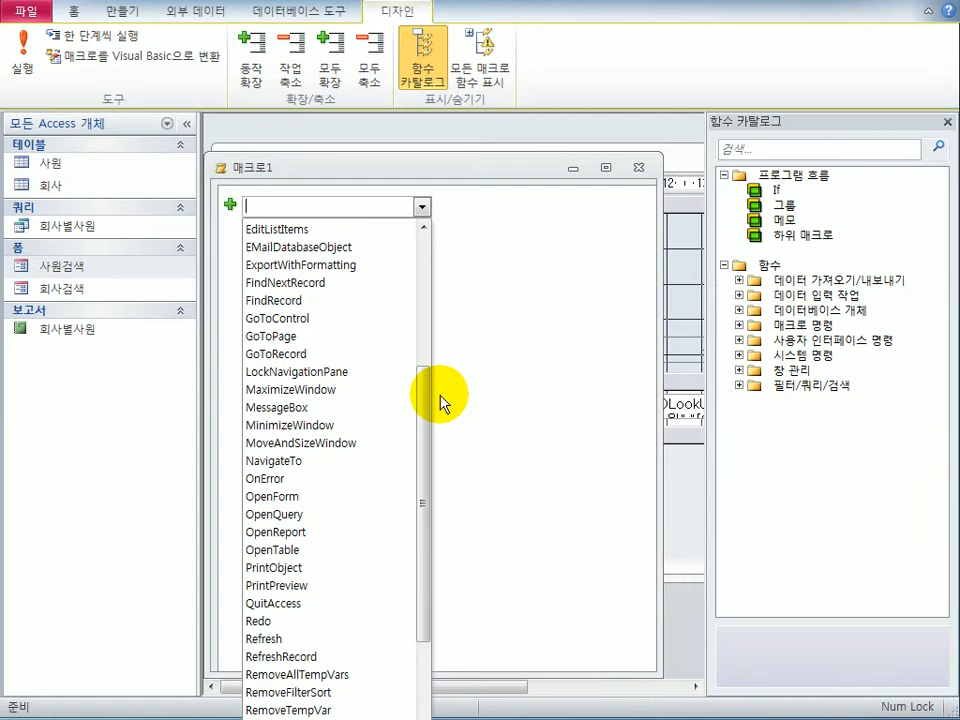 파일 홈 만들기 외부 데이터 데이터베이스 도구 디자인
한 단계씩 실행
매크로를 Visual Basic으로 변환
실행
동작 확장
작업 축소
모두 확장
모두 축소
함수 카탈로그
모든 매크로 함수 표시
도구 확장/축소 표시/숨기기
모든 Access 개체
테이블
사원
회사
쿼리
회사별사원
폼
사원검색
회사검색
보고서
회사별사원
매크로1
EditListItems
EMailDatabaseObject
ExportWithFormatting
FindNextRecord
FindRecord
GoToControl
GoToPage
GoToRecord
LockNavigationPane
MaximizeWindow
MessageBox
MinimizeWindow
MoveAndSizeWindow
NavigateTo
OnError
OpenForm
OpenQuery
OpenReport
OpenTable
PrintObject
PrintPreview
QuitAccess
Redo
Refresh
RefreshRecord
RemoveAllTempVars
RemoveFilterSort
RemoveTempVar
함수 카탈로그
검색...
프로그램 흐름
If
그룹
메모
하위 매크로
함수
데이터 가져오기/내보내기
데이터 입력 작업
데이터베이스 개체
매크로 명령
사용자 인터페이스 명령
시스템 명령
창 관리
필터/쿼리/검색
준비
Num Lock